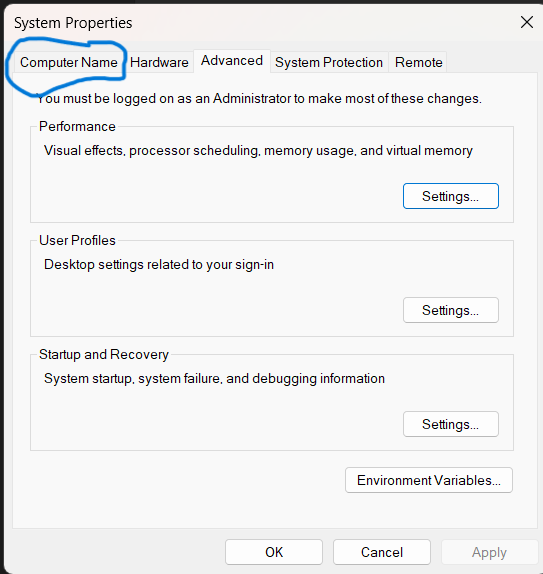 System Properties
Computer Name Hardware Advanced System Protection Remote
You must be logged on as an Administrator to make most of these changes.
Performance
Visual effects, processor scheduling, memory usage, and virtual memory
Settings...
User Profiles
Desktop settings related to your sign-in
Settings...
Startup and Recovery
System startup, system failure, and debugging information
Settings...
Environment Variables...
OK Cancel Apply